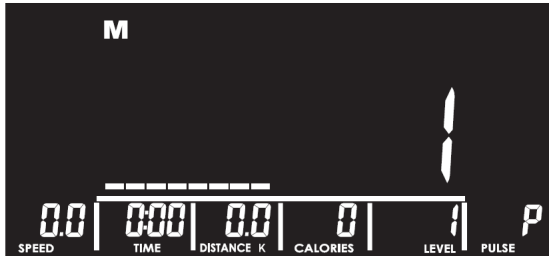 M
1
0.0 0:00 0.0 0 1 P
SPEED TIME DISTANCE K CALORIES LEVEL PULSE